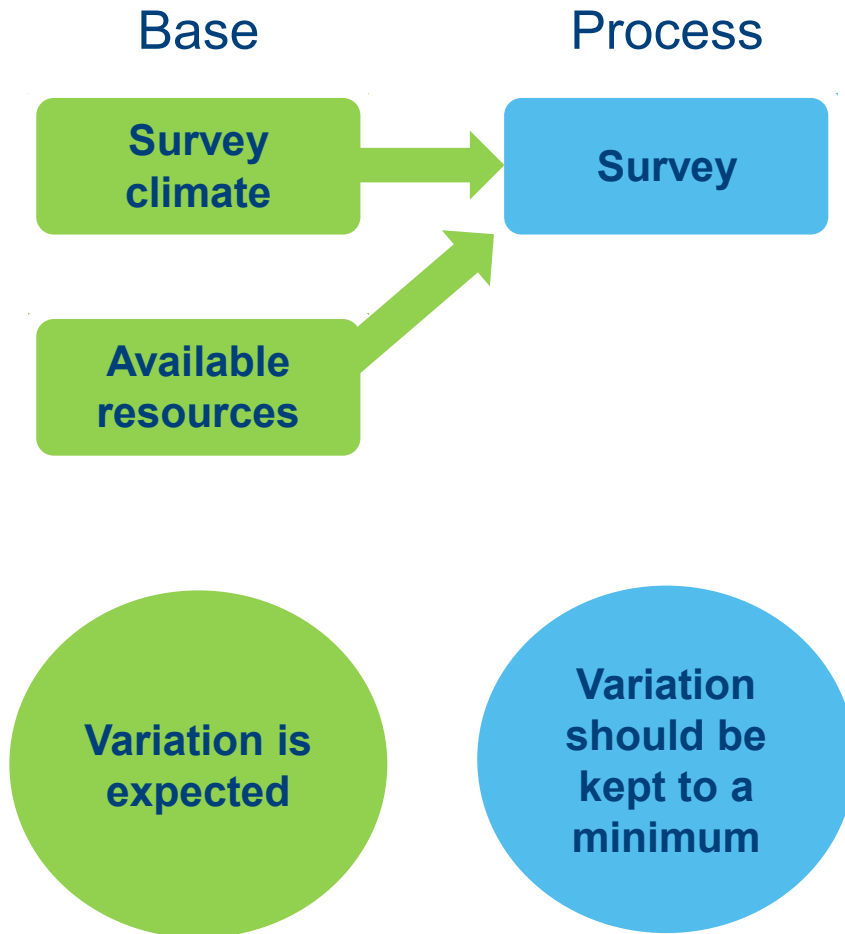 Base
Process
Survey
climate
Survey
Available
resources
Variation is
expected
Variation
should be
kept to a
minimum